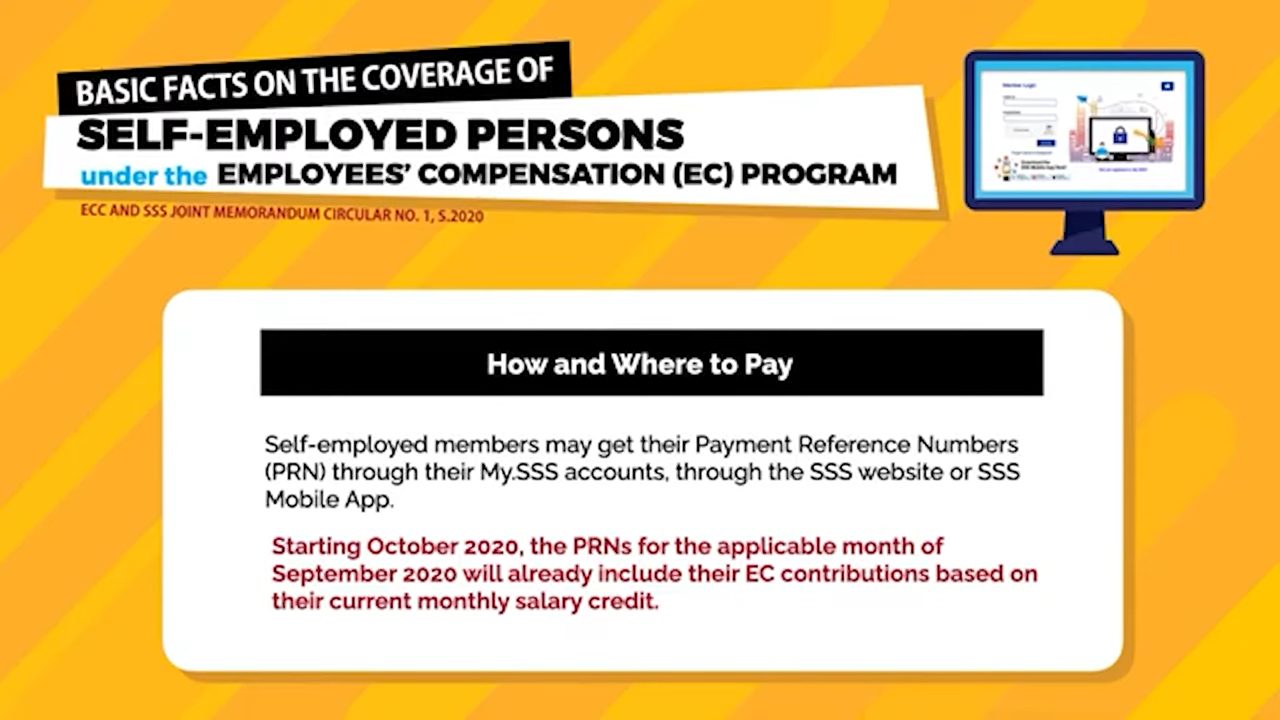 BASIC FACTS ON THE COVERAGE OF
SELF-EMPLOYED PERSONS
under the EMPLOYEES' COMPENSATION (EC) PROGRAM
ECC AND SSS JOINT MEMORANDUM CIRCULAR NO. 1, S.2020
How and Where to Pay
Self-employed members may get their Payment Reference Numbers
(PRN) through their My.SSS accounts, through the SSS website or SSS
Mobile App.
Starting October 2020, the PRNs for the applicable month of
September 2020 will already include their EC contributions based on
their current monthly salary credit.